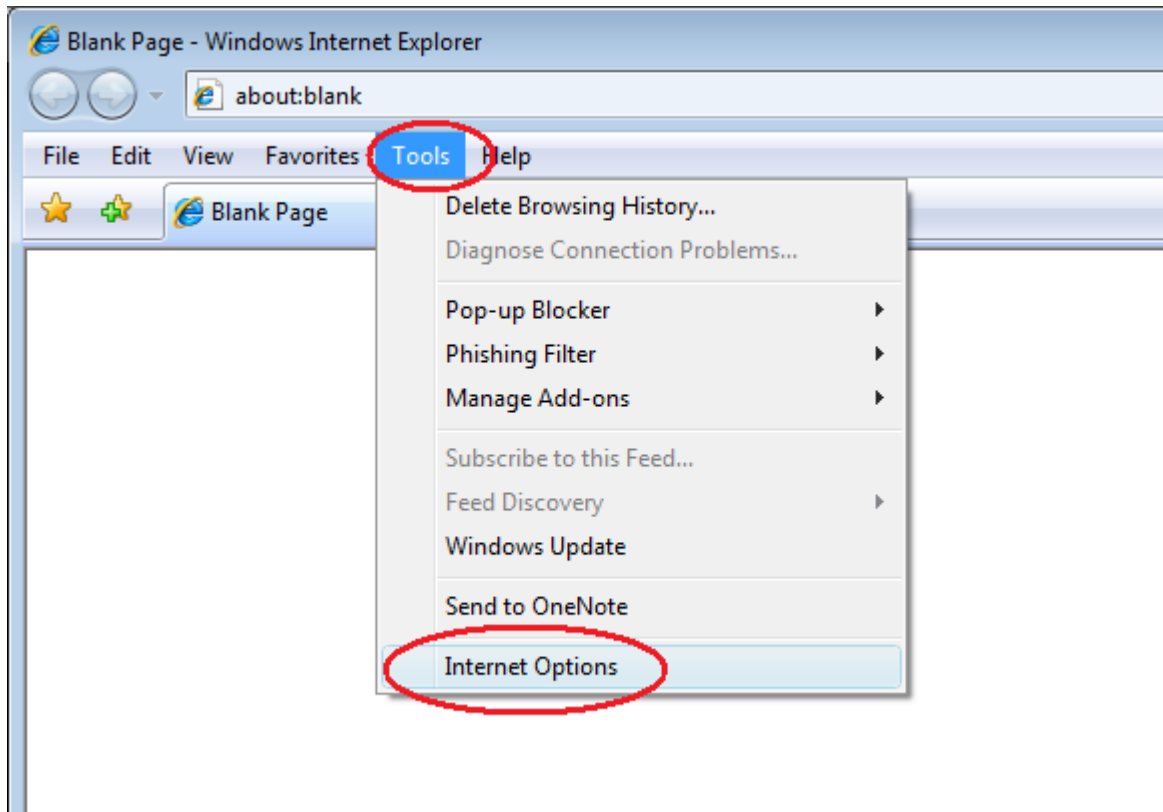 Blank Page - Windows Internet Explorer
about:blank
File Edit View Favorites Tools Help
Blank Page
Delete Browsing History...
Diagnose Connection Problems...
Pop-up Blocker
Phishing Filter
Manage Add-ons
Subscribe to this Feed...
Feed Discovery
Windows Update
Send to OneNote
Internet Options